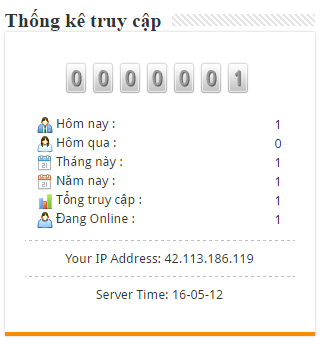 Thống kê truy cập
0000001
Hôm nay : 1
Hôm qua : 0
Tháng này : 1
Năm nay : 1
Tổng truy cập : 1
Đang Online : 1
Your IP Address: 42.113.186.119
Server Time: 16-05-12